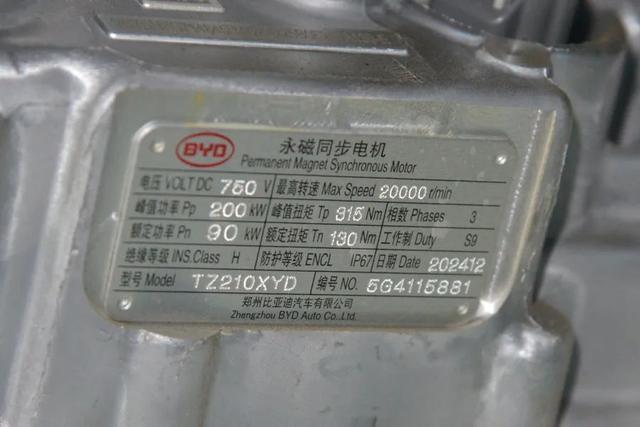 BYD 永磁同步电机
Permanent Magnet Synchronous Motor
电压 VOLT DC 750 V 最高转速 Max Speed 20000 r/min
峰值功率 Pp 200 kW 峰值扭矩 Tp 315 Nm 相数 Phases 3
额定功率 Pn 90 kW 额定扭矩 Tn 130 Nm 工作制 Duty S9
绝缘等级 INS.Class H 防护等级 ENCL IP67 日期 Date 202412
型号 Model TZ210XYD 编号 NO. 5G4115881
郑州比亚迪汽车有限公司
Zhengzhou BYD Auto Co.,Ltd.